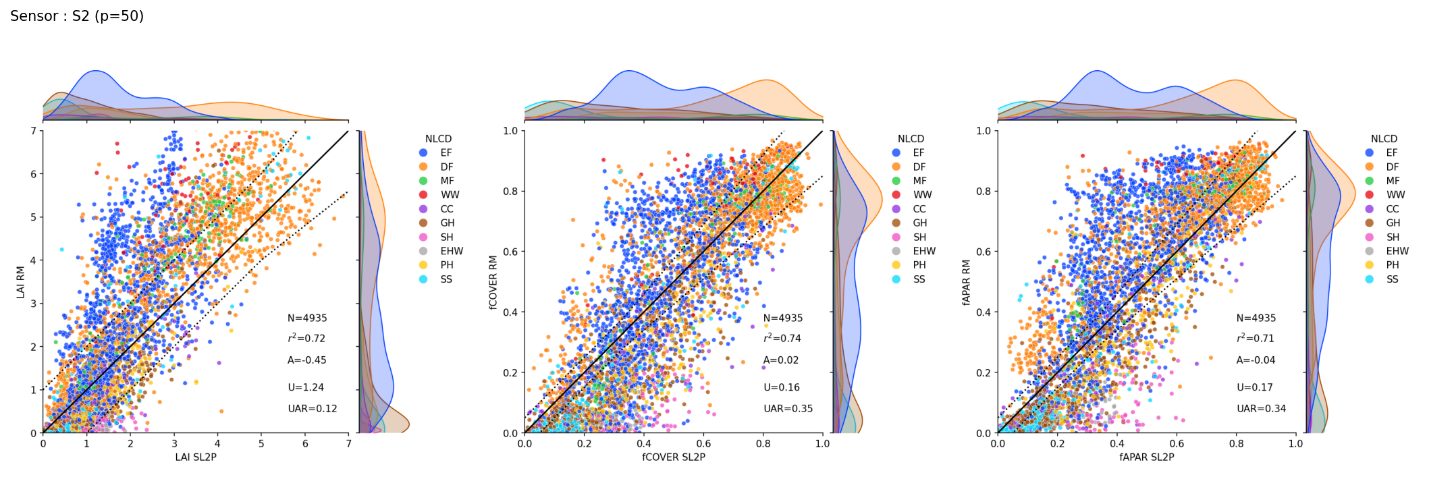 Sensor : S2 (p=50)
7
6
5
4
3
2
1
0
LAI RM
0
1
2
3
4
5
6
7
LAI SL2P
N=4935
r²=0.72
A=-0.45
U=1.24
UAR=0.12
NLCD
EF
DF
MF
WW
CC
GH
SH
EHW
PH
SS
1.0
0.8
0.6
0.4
0.2
0.0
fCOVER RM
0.0
0.2
0.4
0.6
0.8
1.0
fCOVER SL2P
N=4935
r²=0.74
A=0.02
U=0.16
UAR=0.35
NLCD
EF
DF
MF
WW
CC
GH
SH
EHW
PH
SS
1.0
0.8
0.6
0.4
0.2
0.0
fAPAR RM
0.0
0.2
0.4
0.6
0.8
1.0
fAPAR SL2P
N=4935
r²=0.71
A=-0.04
U=0.17
UAR=0.34
NLCD
EF
DF
MF
WW
CC
GH
SH
EHW
PH
SS